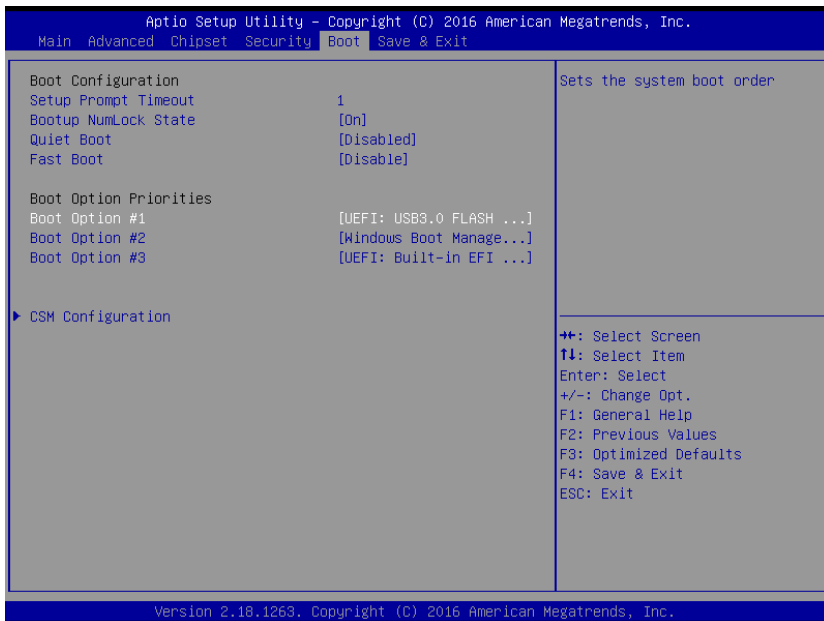 Aptio Setup Utility – Copyright (C) 2016 American Megatrends, Inc.
Main Advanced Chipset Security Boot Save & Exit
Boot Configuration
Setup Prompt Timeout 1
Bootup NumLock State [On]
Quiet Boot [Disabled]
Fast Boot [Disable]
Boot Option Priorities
Boot Option #1 [UEFI: USB3.0 FLASH ...]
Boot Option #2 [Windows Boot Manage...]
Boot Option #3 [UEFI: Built-in EFI ...]
▶ CSM Configuration
Sets the system boot order
→←: Select Screen
↑↓: Select Item
Enter: Select
+/-: Change Opt.
F1: General Help
F2: Previous Values
F3: Optimized Defaults
F4: Save & Exit
ESC: Exit
Version 2.18.1263. Copyright (C) 2016 American Megatrends, Inc.